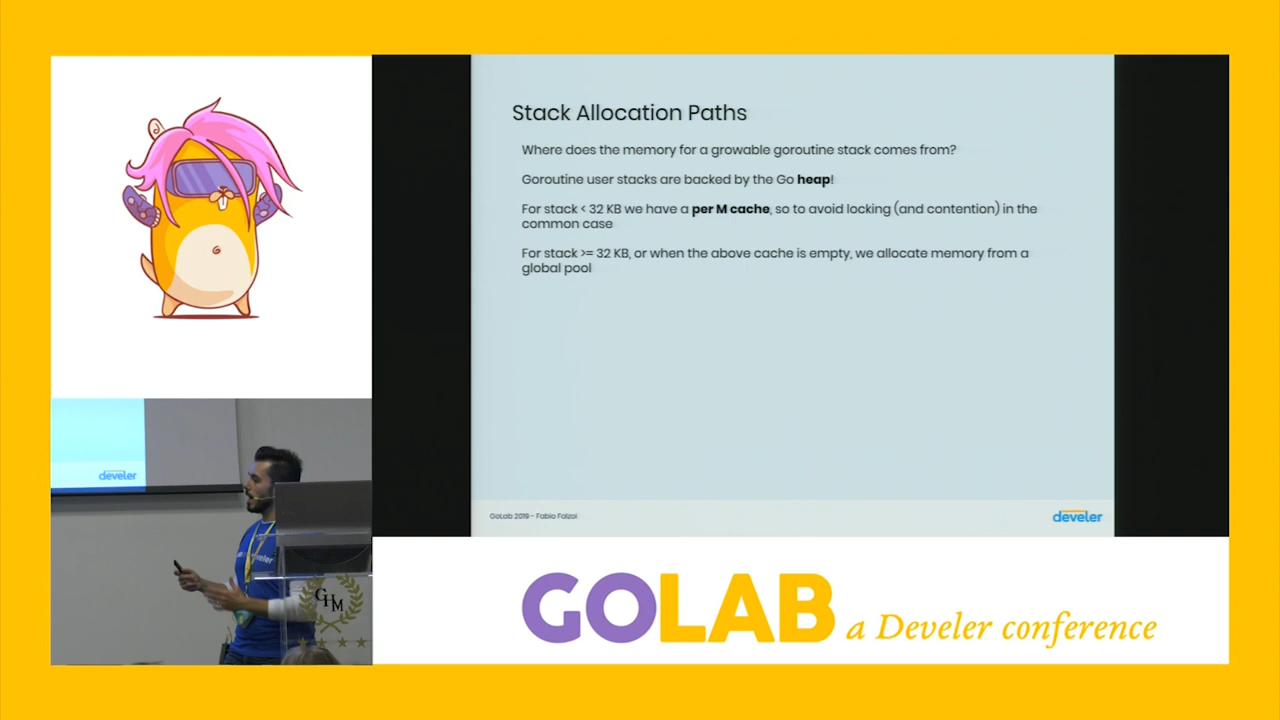 Stack Allocation Paths
Where does the memory for a growable goroutine stack comes from?
Goroutine user stacks are backed by the Go heap!
For stack < 32 KB we have a per M cache, so to avoid locking (and contention) in the
common case
For stack >= 32 KB, or when the above cache is empty, we allocate memory from a
global pool
GoLab 2019 - Fabio Falzoi
develer
develer
develer
GHM
GOLAB a Develer conference